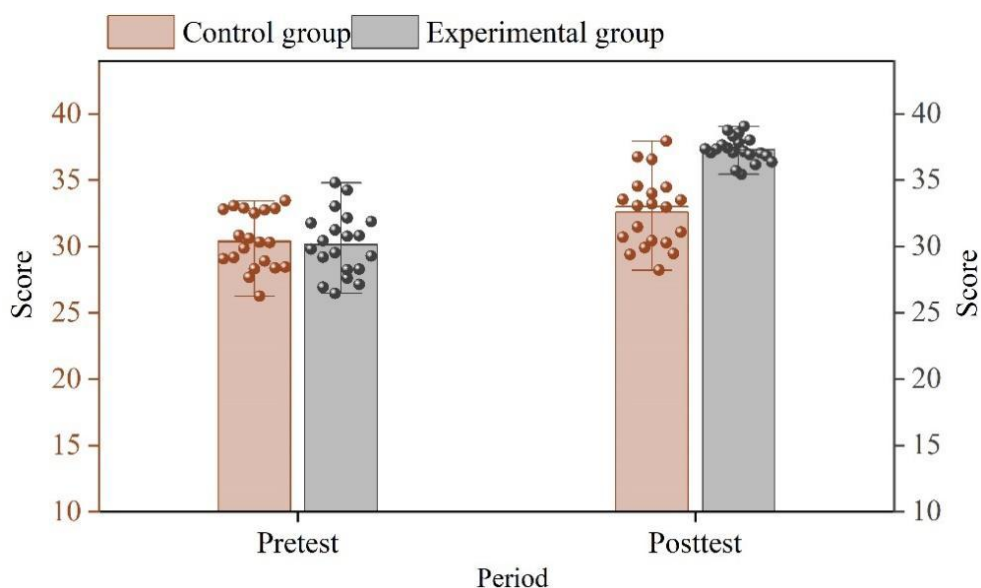 Control group Experimental group
40 40
35 35
30 30
Score Score
25 25
20 20
15 15
10 10
Pretest Posttest
Period